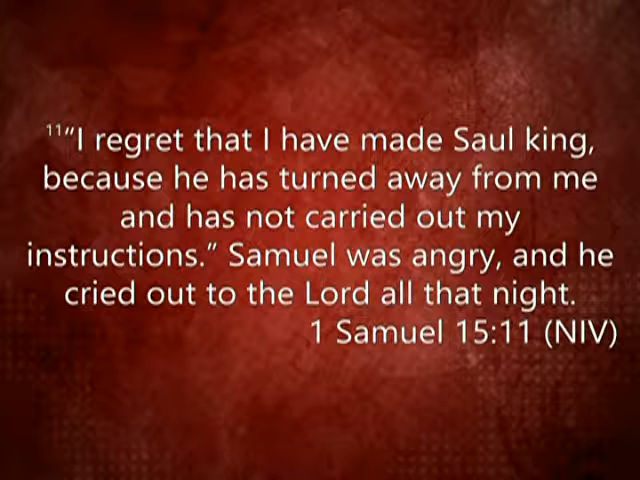 11"I regret that I have made Saul king,
because he has turned away from me
and has not carried out my
instructions." Samuel was angry, and he
cried out to the Lord all that night.
1 Samuel 15:11 (NIV)